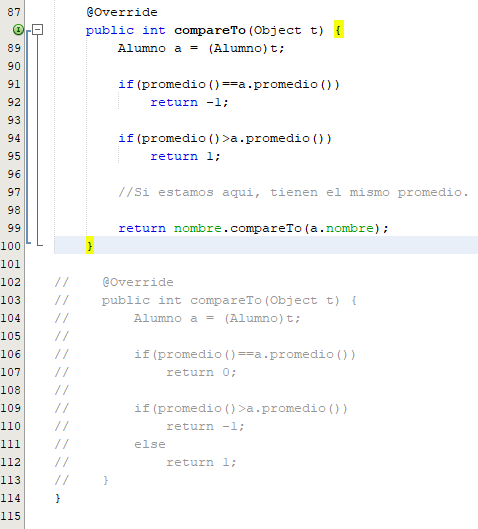 87 @Override
public int compareTo(Object t) {
89 Alumno a = (Alumno)t;
90
91 if(promedio()==a.promedio())
92 return -1;
93
94 if(promedio()>a.promedio())
95 return 1;
96
97 //Si estamos aqui, tienen el mismo promedio.
98
99 return nombre.compareTo(a.nombre);
100 }
101
102 // @Override
103 // public int compareTo(Object t) {
104 // Alumno a = (Alumno)t;
105 //
106 // if(promedio()==a.promedio())
107 // return 0;
108 //
109 // if(promedio()>a.promedio())
110 // return -1;
111 // else
112 // return 1;
113 // }
114 }
115